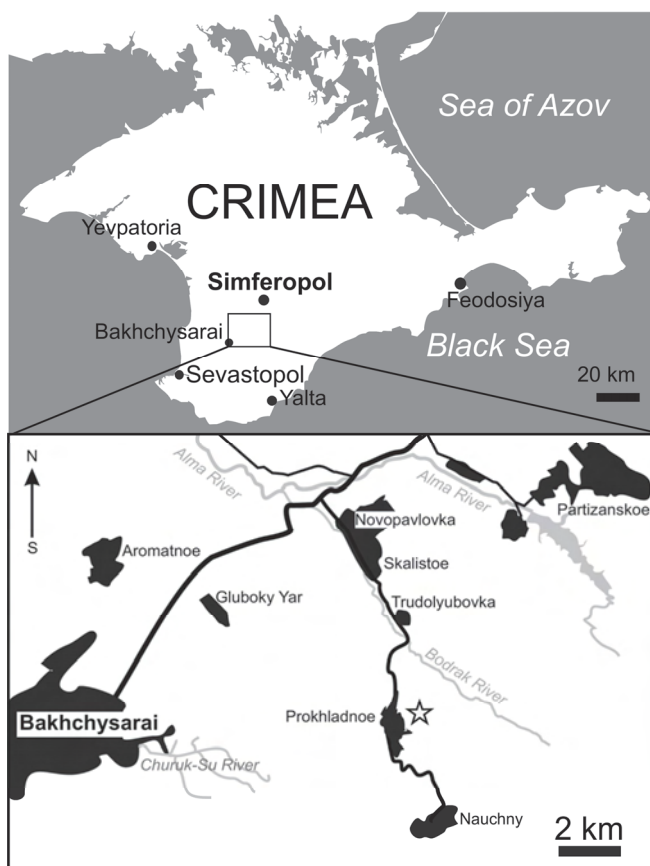 Sea of Azov
CRIMEA
Yevpatoria
Simferopol
Feodosiya
Bakhchysarai
Black Sea
Sevastopol
20 km
Yalta
N
S
Alma River
Alma River
Partizanskoe
Novopavlovka
Aromatnoe
Skalistoe
Gluboky Yar
Trudolyubovka
Bodrak River
Prokhladnoe
Bakhchysarai
Churuk-Su River
Nauchny
2 km